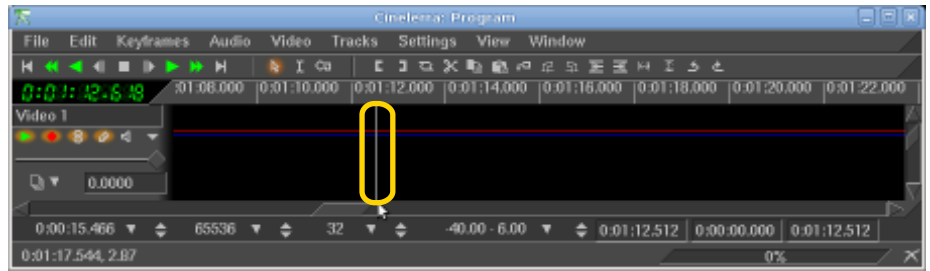 Cinelerra: Program
File Edit Keyframes Audio Video Tracks Settings View Window
0:01:12.618 :01:08.000 0:01:10.000 0:01:12.000 0:01:14.000 0:01:16.000 0:01:18.000 0:01:20.000 0:01:22.000
Video 1
0.0000
0:00:15.466 65536 32 -40.00 - 6.00 0:01:12.512 0:00:00.000 0:01:12.512
0:01:17.544, 2.87 0%